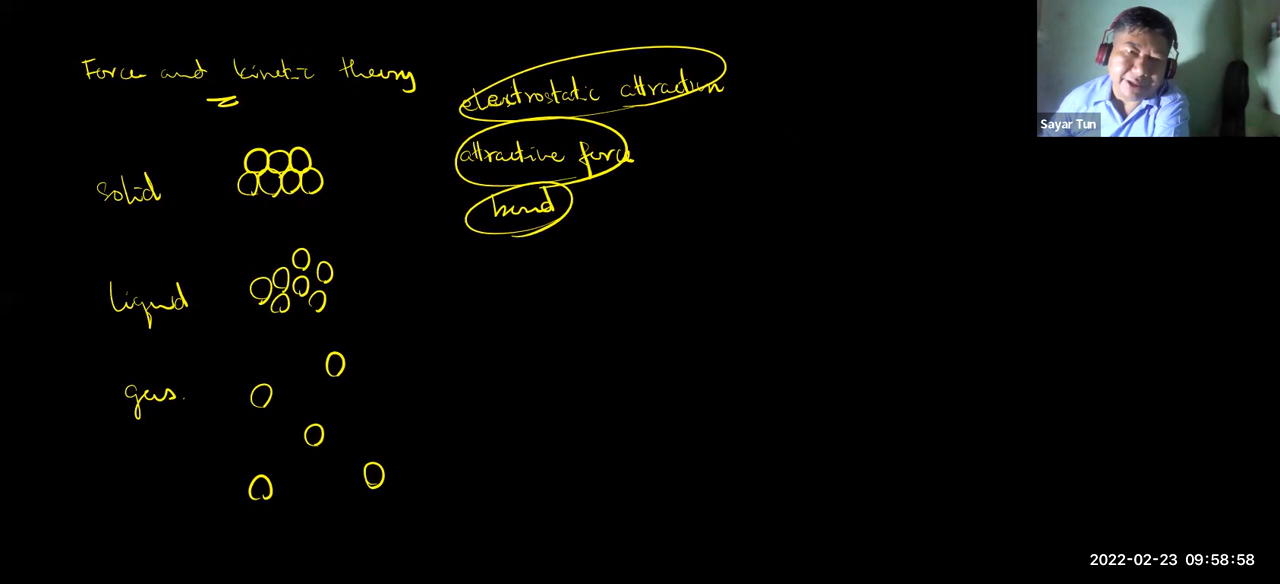 Force and kinetic theory
electrostatic attraction
attractive force
bond
solid
liquid
gas.
Sayar Tun
2022-02-23 09:58:58